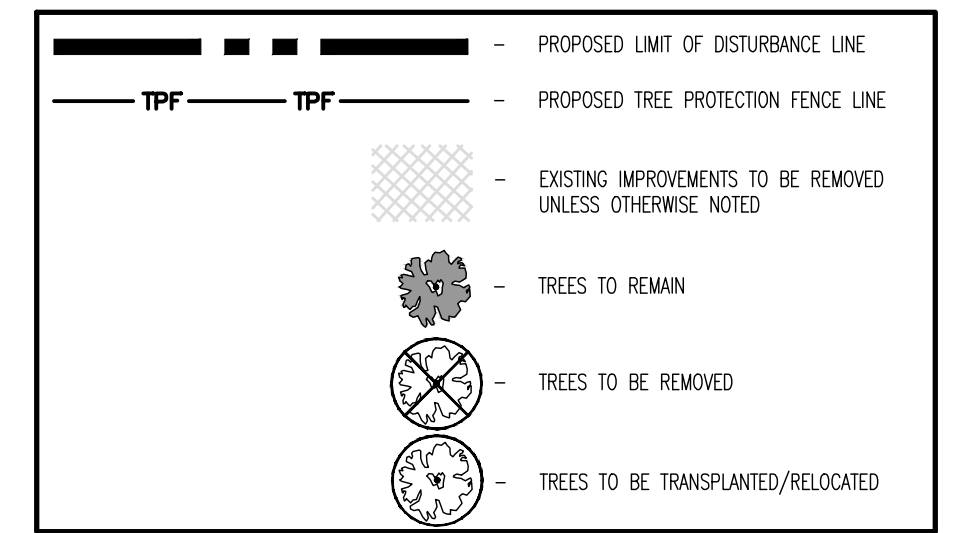 – PROPOSED LIMIT OF DISTURBANCE LINE
TPF TPF – PROPOSED TREE PROTECTION FENCE LINE
– EXISTING IMPROVEMENTS TO BE REMOVED
UNLESS OTHERWISE NOTED
– TREES TO REMAIN
– TREES TO BE REMOVED
– TREES TO BE TRANSPLANTED/RELOCATED